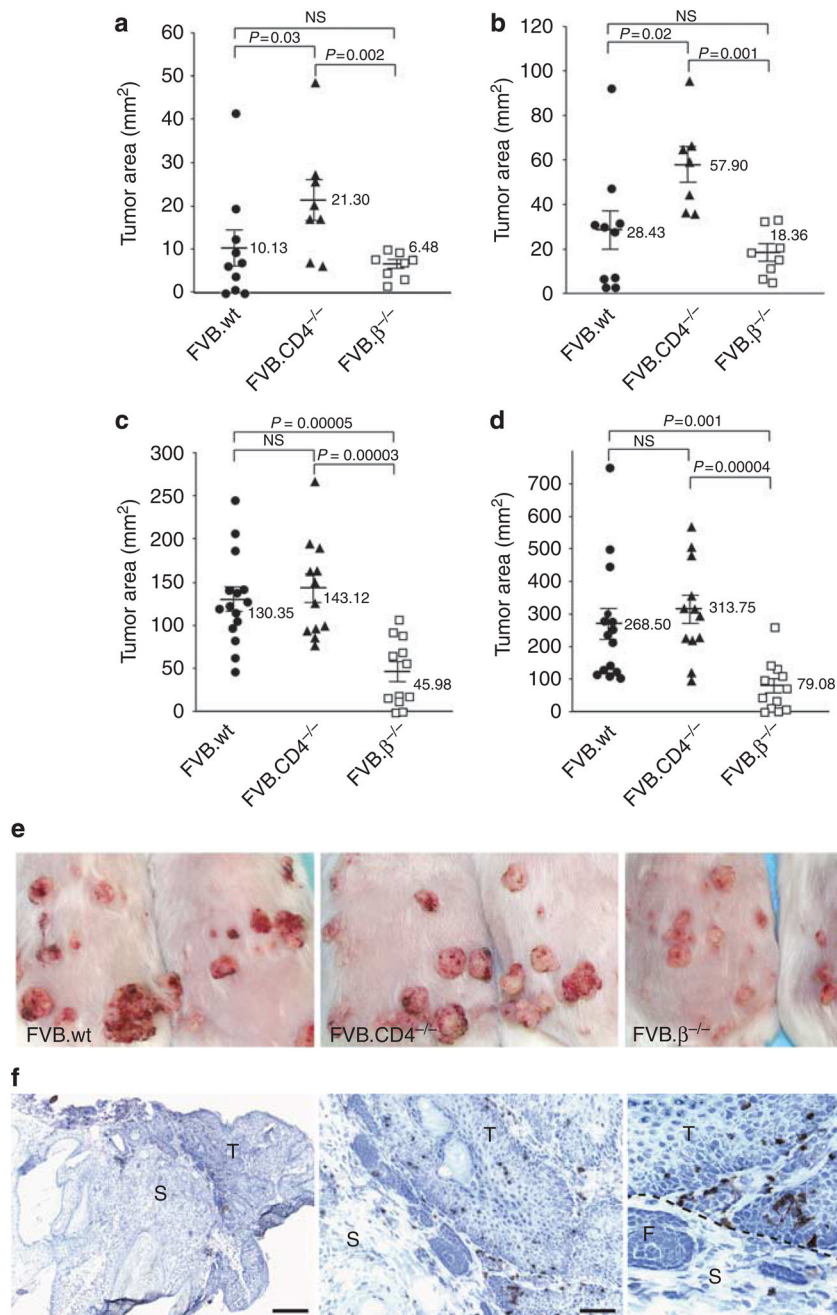 a
NS
P=0.03
P=0.002
60
50
40
30
20
10
0
Tumor area (mm²)
10.13
21.30
6.48
FVB.wt
FVB.CD4⁻/⁻
FVB.β⁻/⁻
b
NS
P=0.02
P=0.001
120
100
80
60
40
20
0
Tumor area (mm²)
28.43
57.90
18.36
FVB.wt
FVB.CD4⁻/⁻
FVB.β⁻/⁻
c
P = 0.00005
NS
P = 0.00003
300
250
200
150
100
50
0
Tumor area (mm²)
130.35
143.12
45.98
FVB.wt
FVB.CD4⁻/⁻
FVB.β⁻/⁻
d
P=0.001
NS
P=0.00004
700
600
500
400
300
200
100
0
Tumor area (mm²)
268.50
313.75
79.08
FVB.wt
FVB.CD4⁻/⁻
FVB.β⁻/⁻
e
FVB.wt
FVB.CD4⁻/⁻
FVB.β⁻/⁻
f
T
S
T
S
T
F
S